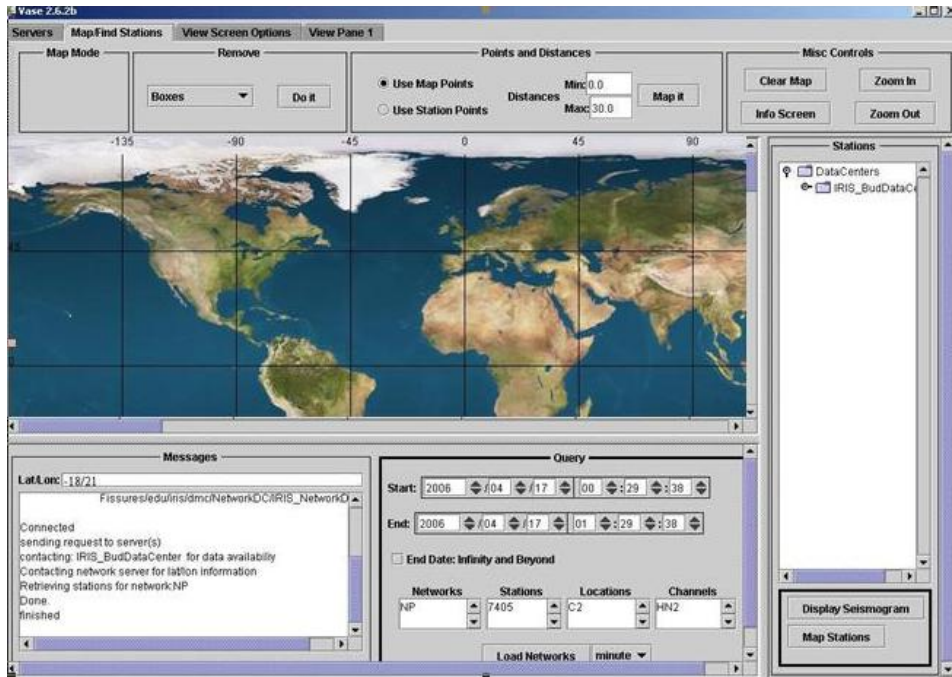 Vase 2.6.2b
Servers Map/Find Stations View Screen Options View Pane 1
Map Mode
Remove
Boxes
Do it
Points and Distances
Use Map Points
Use Station Points
Distances
Min: 0.0
Max: 30.0
Map it
Misc Controls
Clear Map Zoom In
Info Screen Zoom Out
-135 -90 -45 0 45 90
45
0
Stations
DataCenters
IRIS_BudDataCe
Messages
Lat/Lon: -18/21
Fissures/edu/iris/dmc/NetworkDC/IRIS_NetworkD
Connected
sending request to server(s)
contacting: IRIS_BudDataCenter for data availability
Contacting network server for lat/lon information
Retrieving stations for network:NP
Done.
finished
Query
Start: 2006 /04 /17 00 :29 :38
End: 2006 /04 /17 01 :29 :38
End Date: Infinity and Beyond
Networks Stations Locations Channels
NP 7405 C2 HN2
Load Networks minute
Display Seismogram
Map Stations